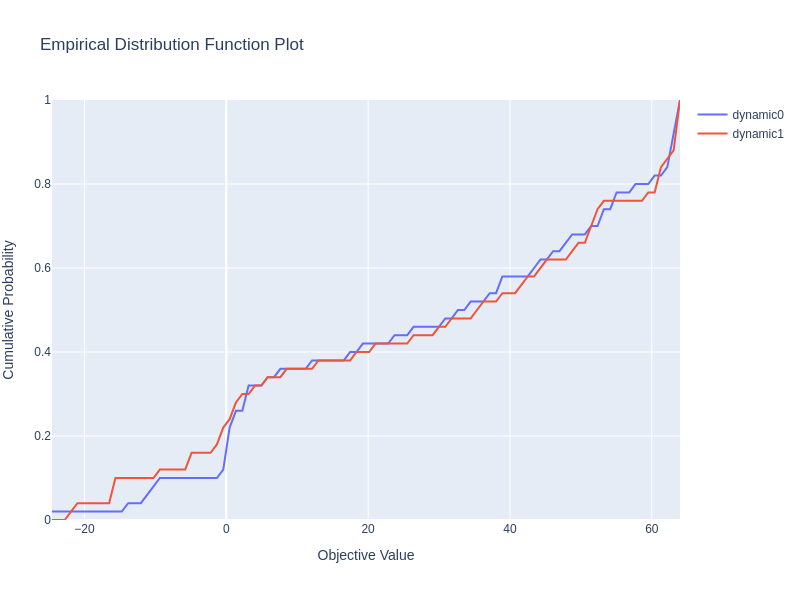 Empirical Distribution Function Plot
dynamic0
dynamic1
Cumulative Probability
1
0.8
0.6
0.4
0.2
0
−20
0
20
40
60
Objective Value